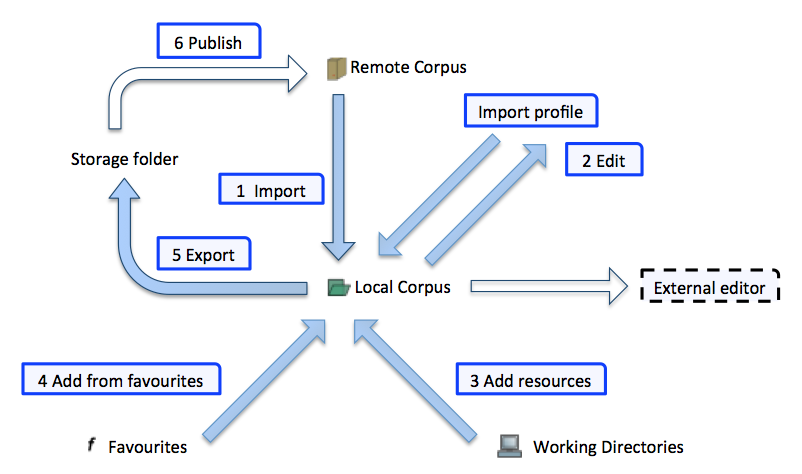 6 Publish
Remote Corpus
Import profile
2 Edit
Storage folder
1 Import
5 Export
Local Corpus
External editor
4 Add from favourites
3 Add resources
f Favourites
Working Directories